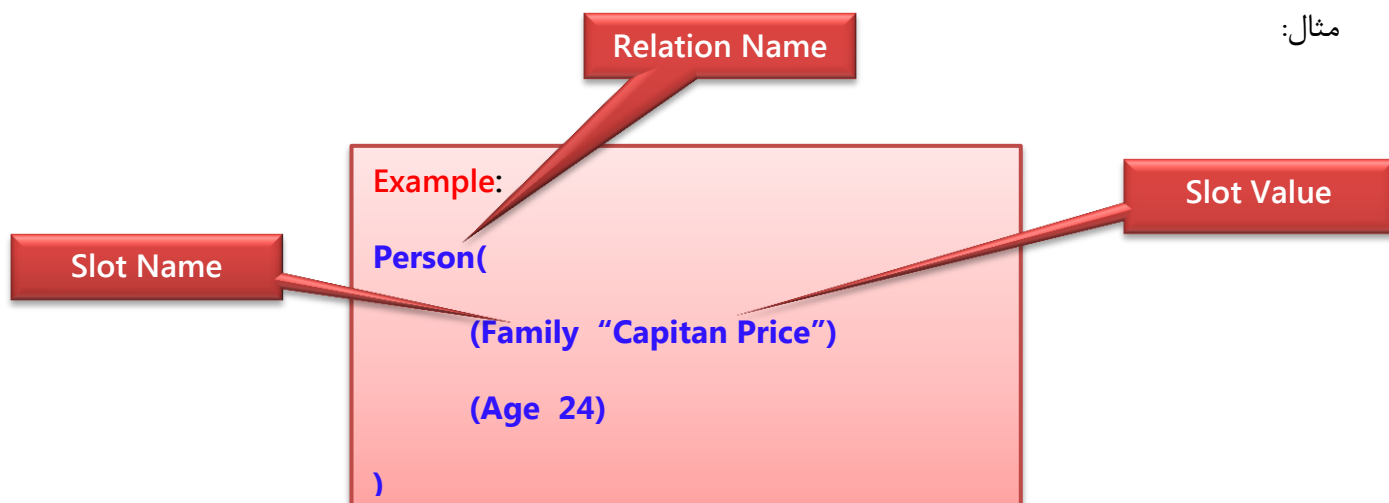 مثال:
Relation Name
Example:
Slot Value
Person(
Slot Name
(Family “Capitan Price”)
(Age 24)
)